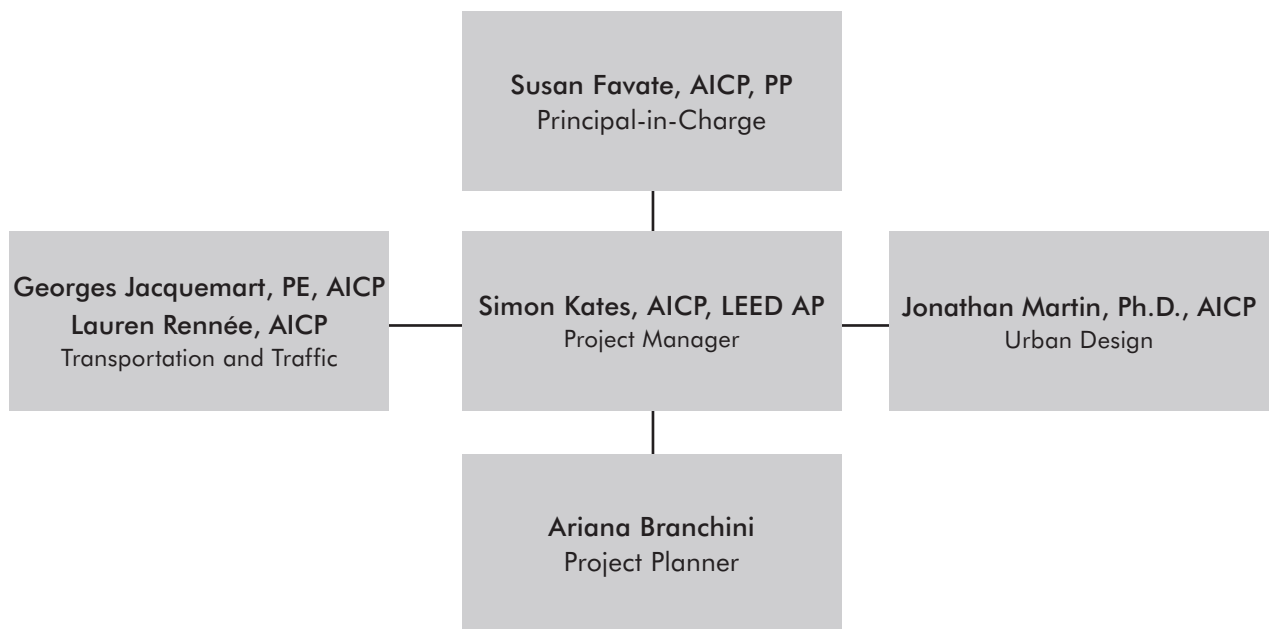 Susan Favate, AICP, PP
Principal-in-Charge
Georges Jacquemart, PE, AICP
Lauren Rennée, AICP
Transportation and Traffic
Simon Kates, AICP, LEED AP
Project Manager
Jonathan Martin, Ph.D., AICP
Urban Design
Ariana Branchini
Project Planner